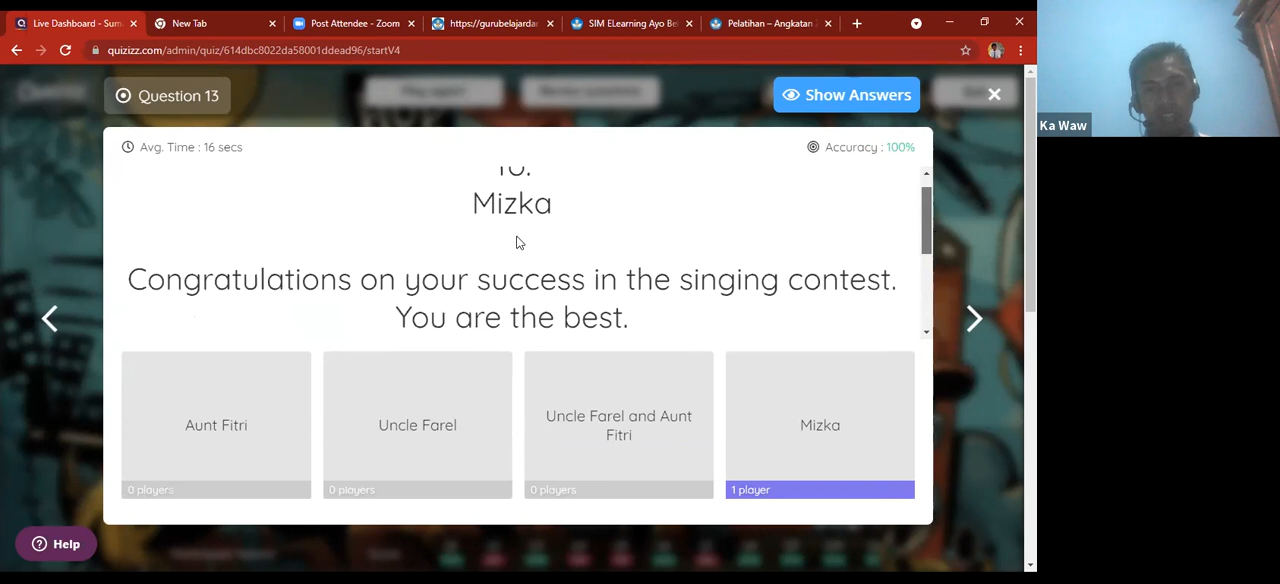 Live Dashboard - Sum
New Tab
Post Attendee - Zoom
https://gurubelajardar
SIM ELearning Ayo Be
Pelatihan – Angkatan
quizizz.com/admin/quiz/614dbc8022da58001ddead96/startV4
Question 13
Show Answers
Ka Waw
Avg. Time : 16 secs
Accuracy : 100%
Mizka
Congratulations on your success in the singing contest.
You are the best.
Aunt Fitri
Uncle Farel
Uncle Farel and Aunt
Fitri
Mizka
0 players
0 players
0 players
1 player
Help